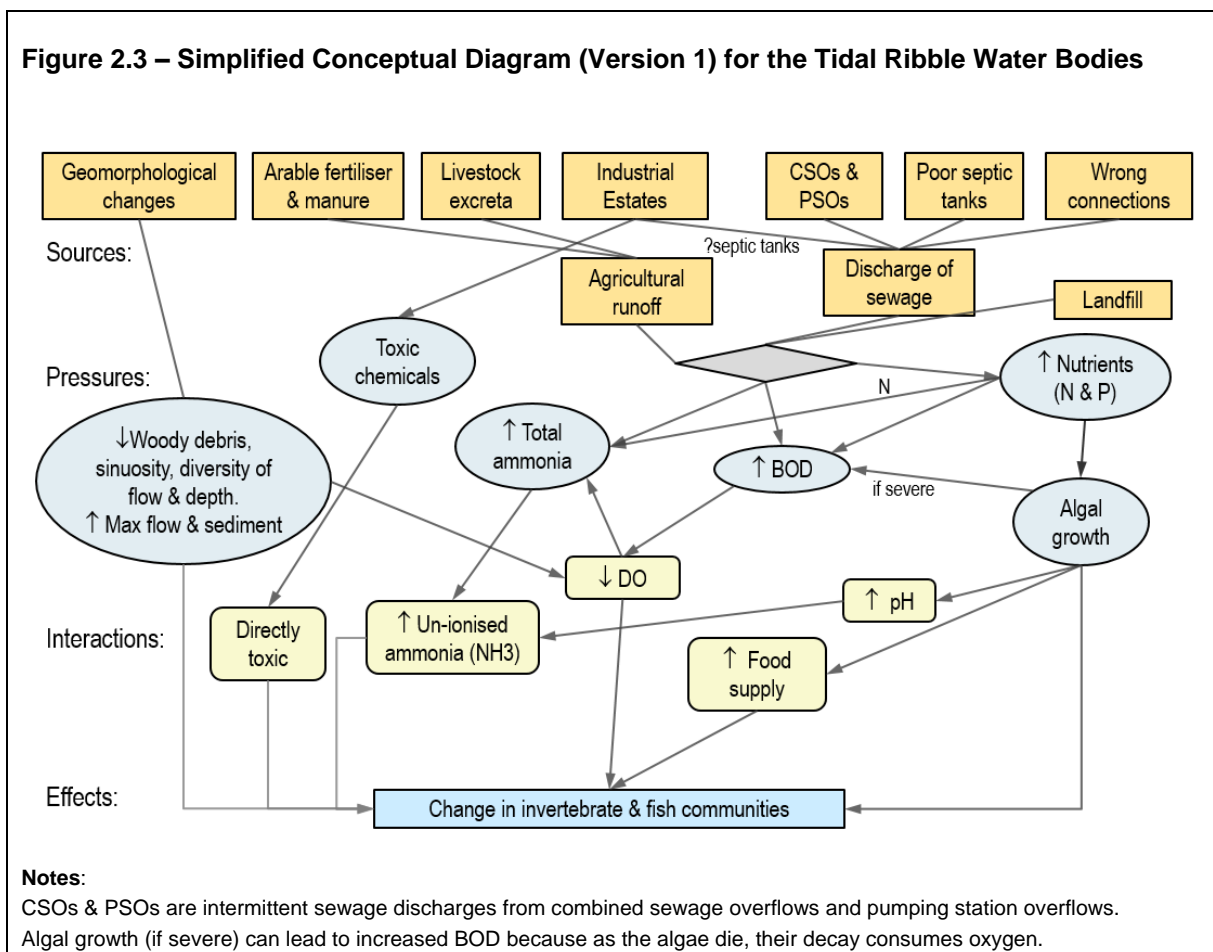 Figure 2.3 – Simplified Conceptual Diagram (Version 1) for the Tidal Ribble Water Bodies
Geomorphological
changes
Arable fertiliser
& manure
Livestock
excreta
Industrial
Estates
CSOs &
PSOs
Poor septic
tanks
Wrong
connections
Sources:
?septic tanks
Agricultural
runoff
Discharge of
sewage
Landfill
Toxic
chemicals
Pressures:
↑ Nutrients
(N & P)
N
↓Woody debris,
sinuosity, diversity of
flow & depth.
↑ Max flow & sediment
↑ Total
ammonia
↑ BOD
if severe
Algal
growth
↓ DO
↑ pH
Interactions:
Directly
toxic
↑ Un-ionised
ammonia (NH3)
↑ Food
supply
Effects:
Change in invertebrate & fish communities
Notes:
CSOs & PSOs are intermittent sewage discharges from combined sewage overflows and pumping station overflows.
Algal growth (if severe) can lead to increased BOD because as the algae die, their decay consumes oxygen.